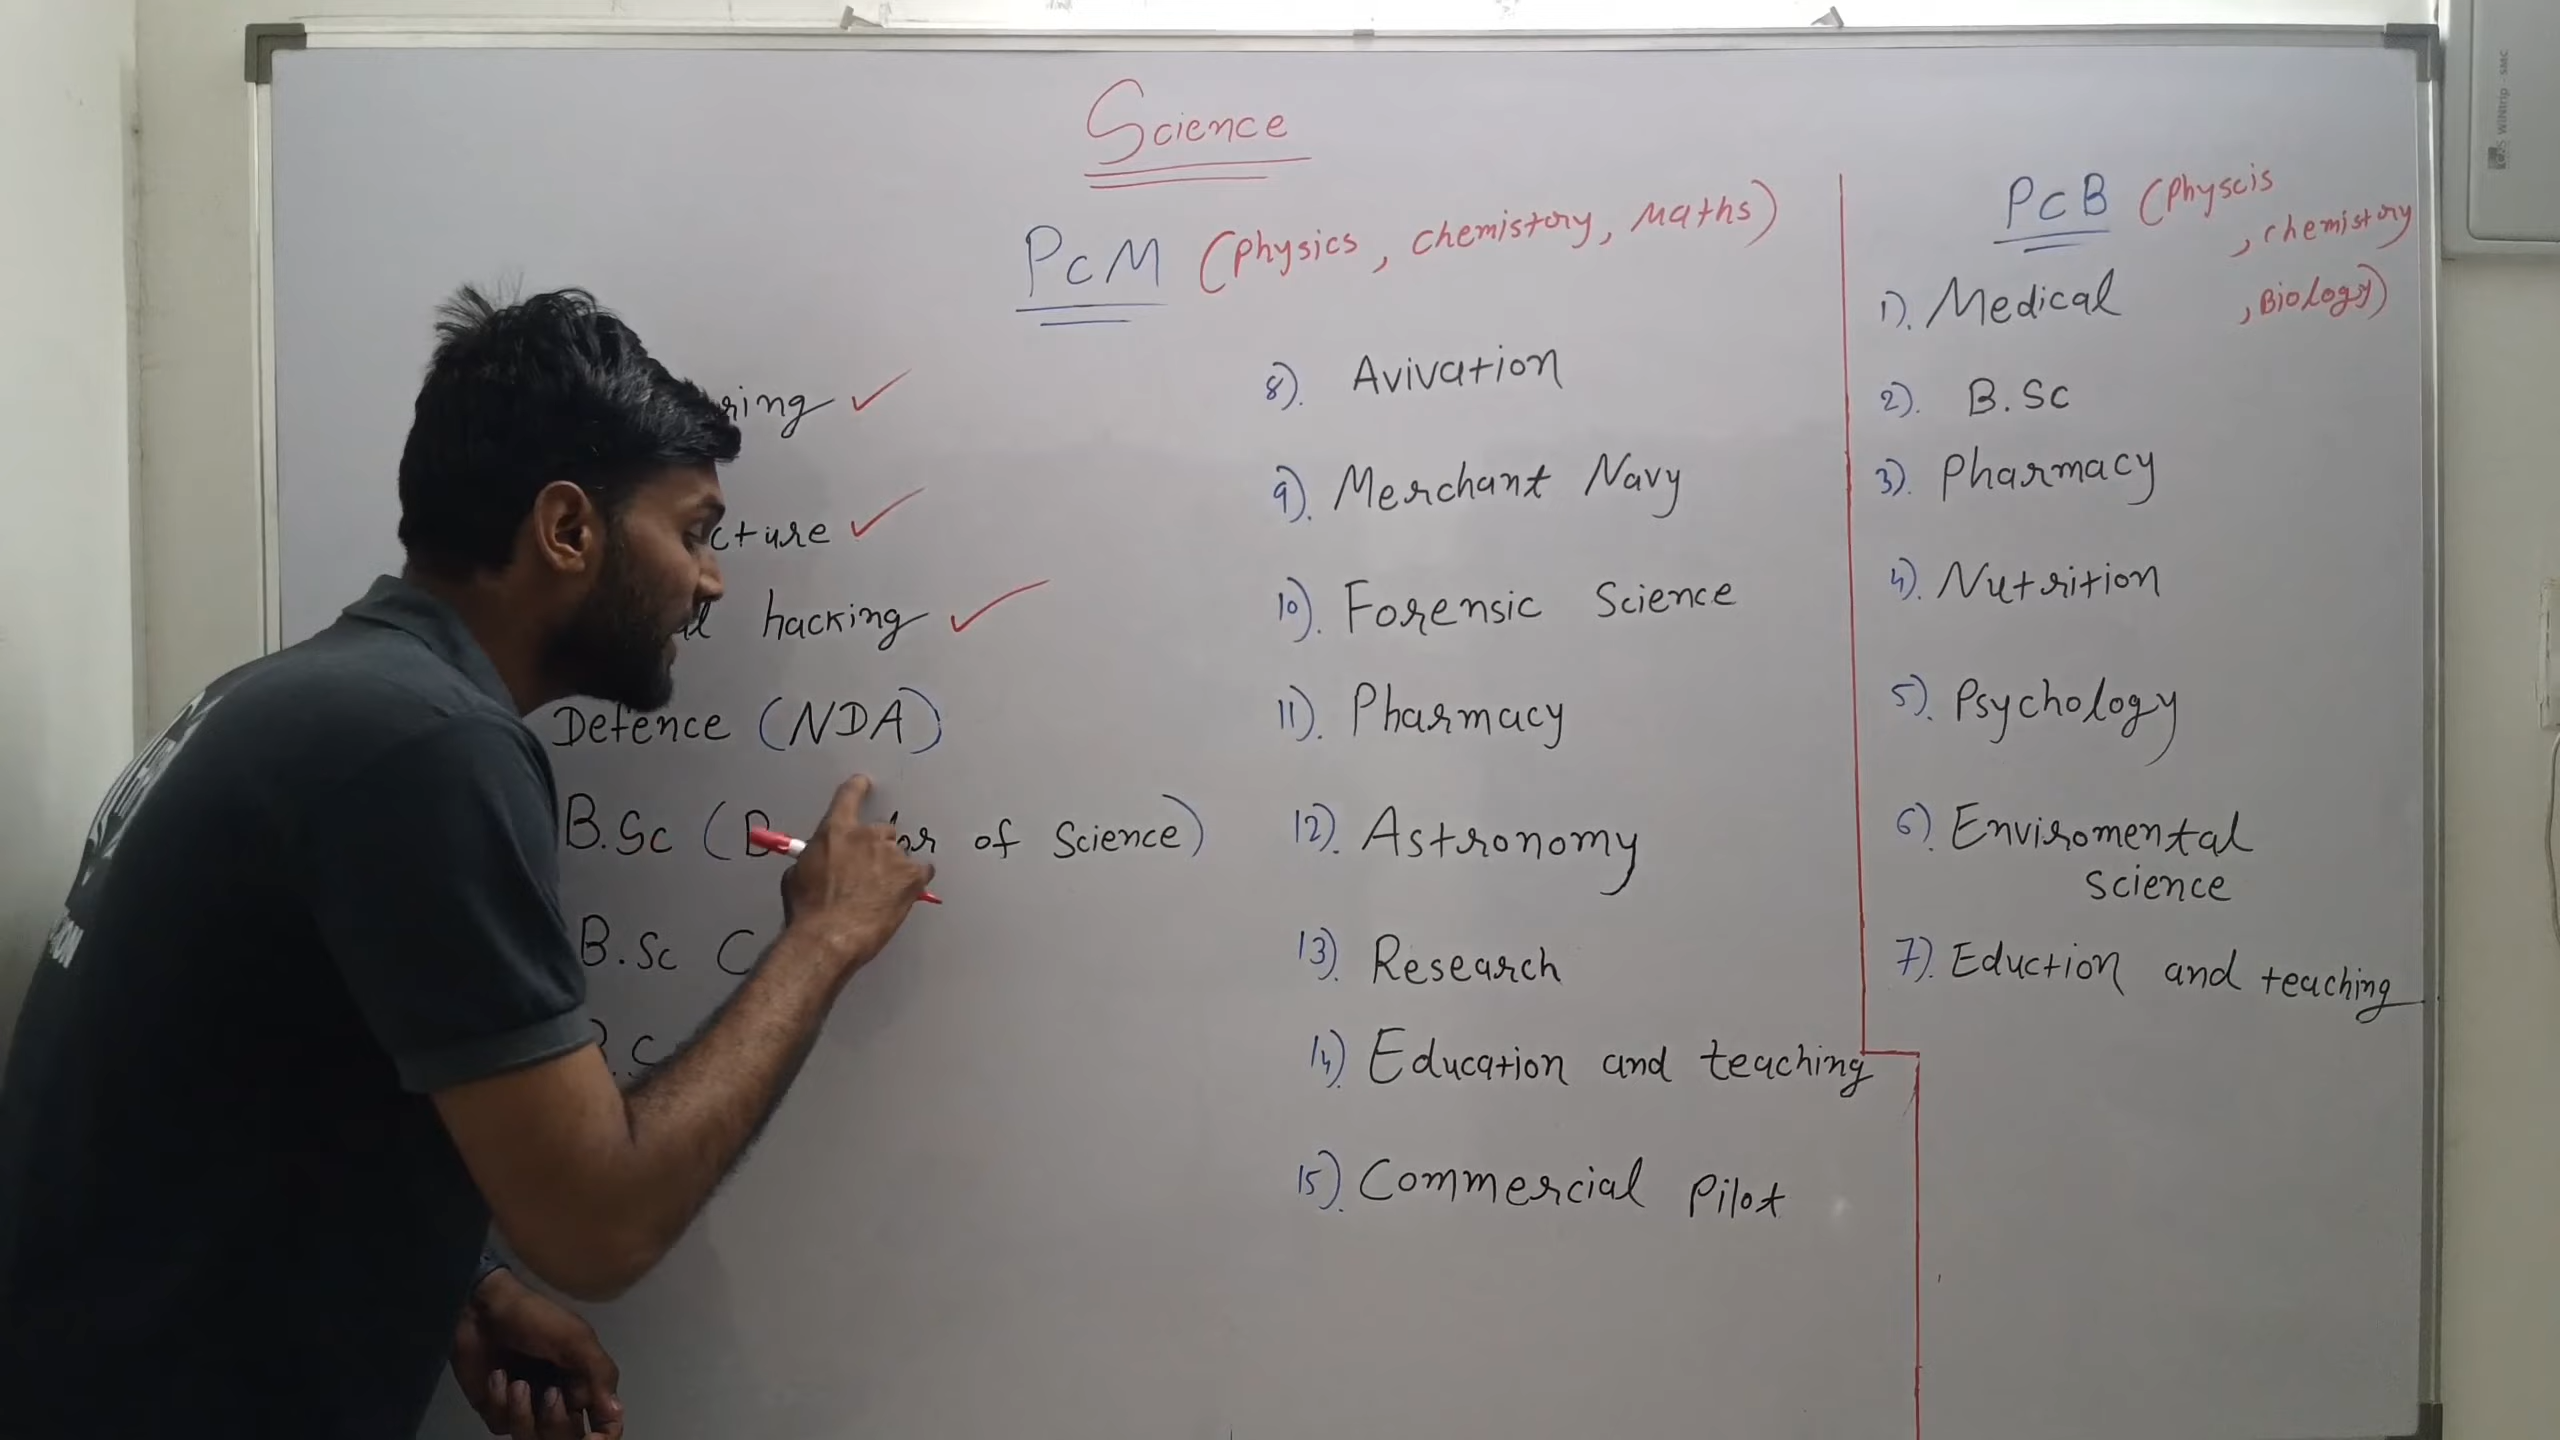 Science
PCM (Physics, chemistory, Maths)
ring ✓
cture ✓
hacking ✓
Defence (NDA)
B.Sc (B of Science)
B.Sc C
8). Avivation
9). Merchant Navy
10). Forensic Science
11). Pharmacy
12). Astronomy
13). Research
14). Education and teaching
15). Commercial Pilot
PCB (Physcis
, chemistory
, Biology)
1). Medical
2). B.Sc
3). Pharmacy
4). Nutrition
5). Psychology
6). Enviromental
science
7). Eduction and teaching
WiNtrip - SMC